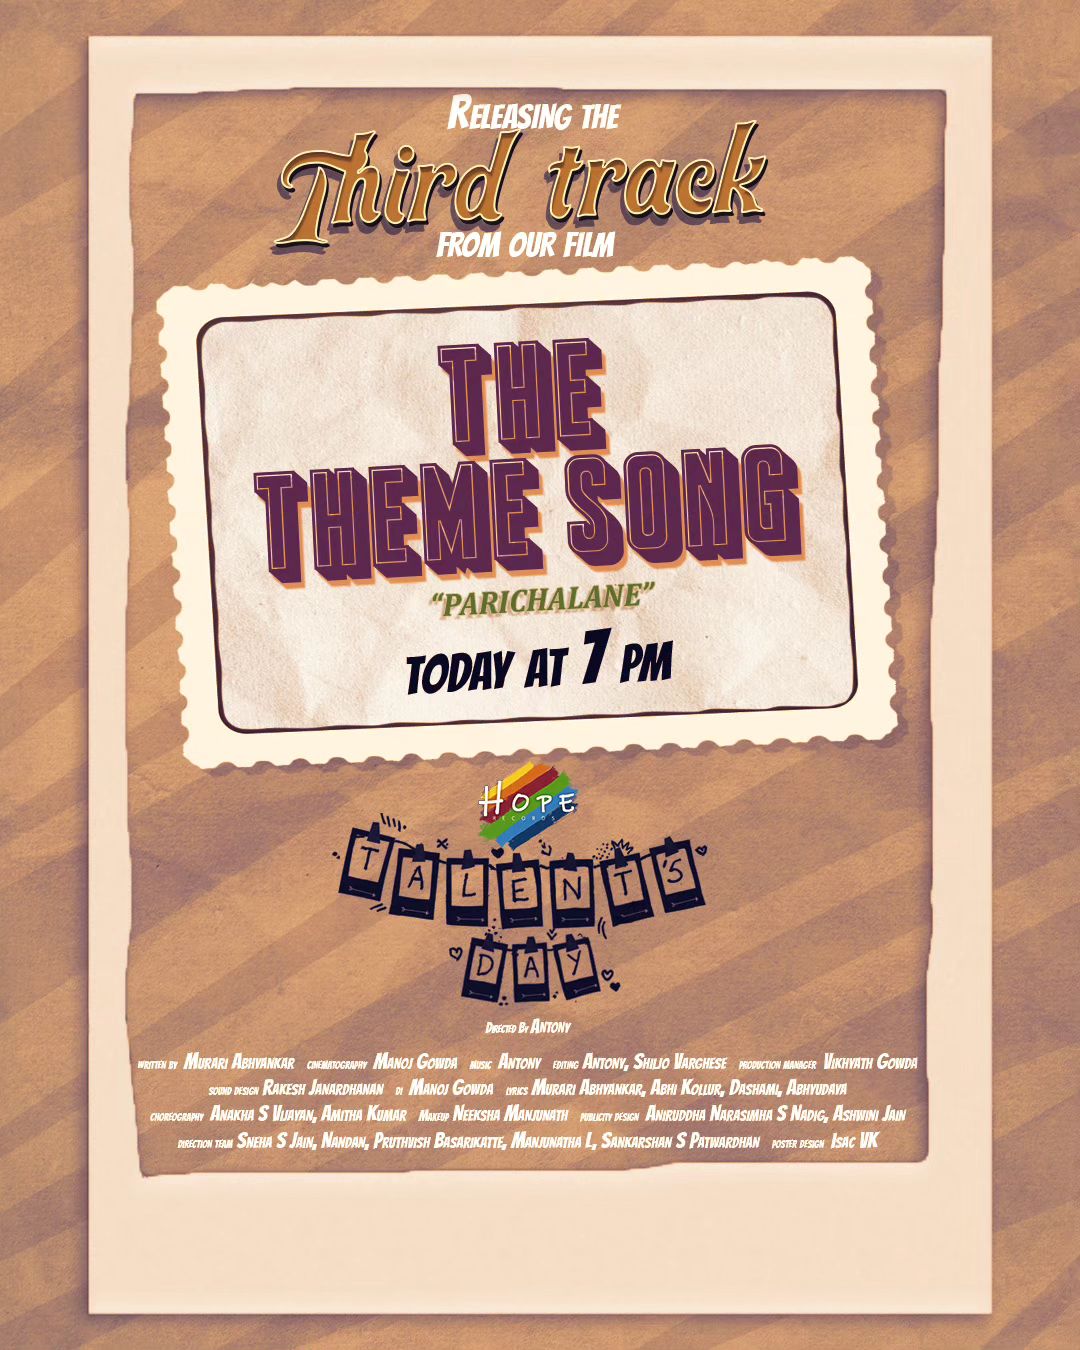 Releasing the
Third track
from our film
THE
THEME SONG
“PARICHALANE”
TODAY AT 7 PM
HOPE
RECORDS
TALENT'S
DAY
Directed By Antony
written by Murari Abhyankar cinematography Manoj Gowda music Antony editing Antony, Shiljo Varghese production manager Vikhyath Gowda
sound design Rakesh Janardhanan di Manoj Gowda lyrics Murari Abhyankar, Abhi Kollur, Dashami, Abhyudaya
choreography Anakha S Vijayan, Amitha Kumar Makeup Neeksha Manjunath publicity design Aniruddha Narasimha S Nadig, Ashwini Jain
direction team Sneha S Jain, Nandan, Pruthvish Basarikatte, Manjunatha L, Sankarshan S Patwardhan poster design Isac VK